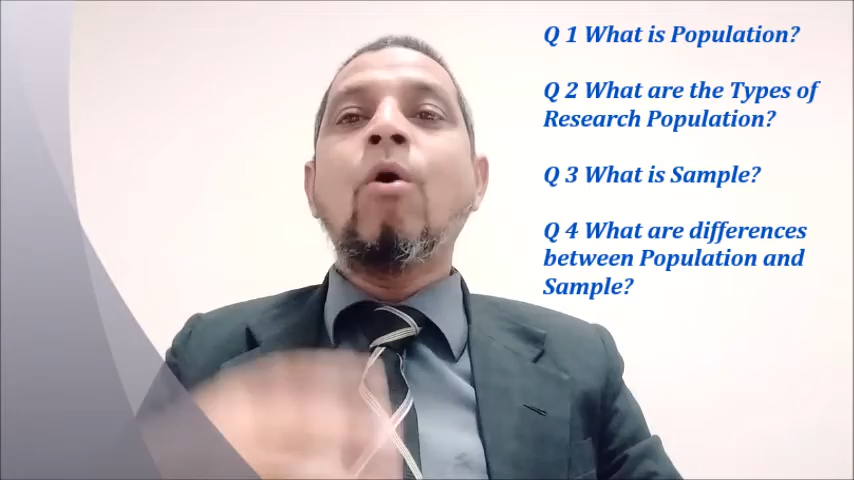 Q 1 What is Population?
Q 2 What are the Types of
Research Population?
Q 3 What is Sample?
Q 4 What are differences
between Population and
Sample?